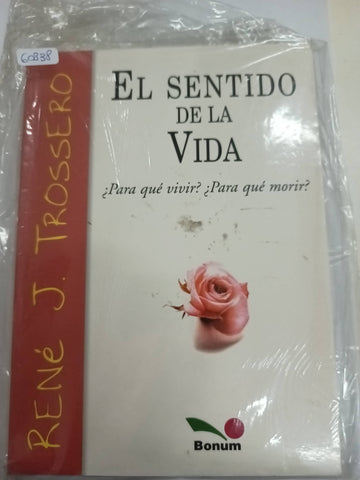 60838
RENé J. TROSSERO
EL SENTIDO
DE LA
VIDA
¿Para qué vivir? ¿Para qué morir?
Bonum